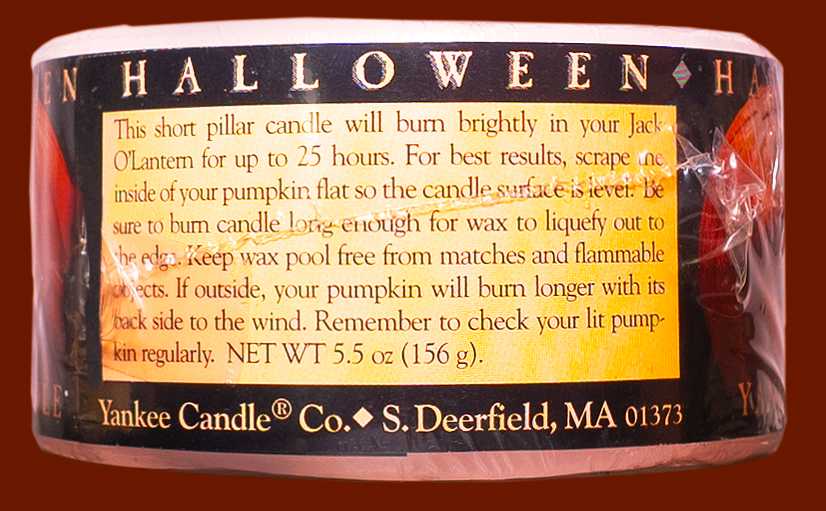 EN HALLOWEEN ◆ HA
This short pillar candle will burn brightly in your Jack-
O'Lantern for up to 25 hours. For best results, scrape the
inside of your pumpkin flat so the candle surface is level. Be
sure to burn candle long enough for wax to liquefy out to
the edge. Keep wax pool free from matches and flammable
objects. If outside, your pumpkin will burn longer with its
back side to the wind. Remember to check your lit pump-
kin regularly. NET WT 5.5 oz (156 g).
LE Yankee Candle® Co.◆ S. Deerfield, MA 01373 Y